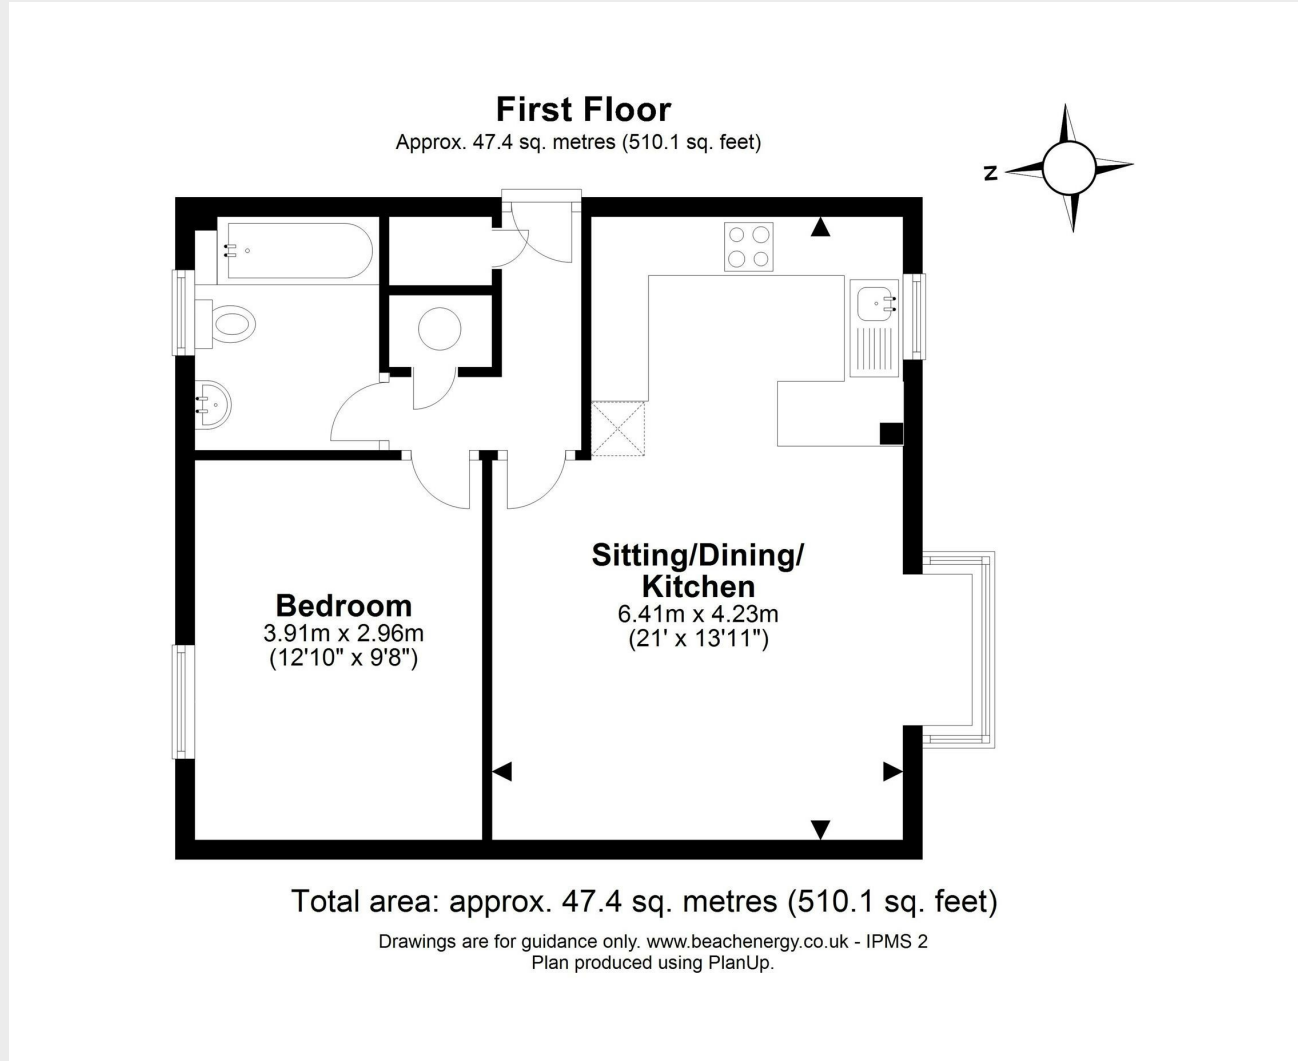 First Floor
Approx. 47.4 sq. metres (510.1 sq. feet)
N
Sitting/Dining/
Kitchen
6.41m x 4.23m
(21' x 13'11")
Bedroom
3.91m x 2.96m
(12'10" x 9'8")
Total area: approx. 47.4 sq. metres (510.1 sq. feet)
Drawings are for guidance only. www.beachenergy.co.uk - IPMS 2
Plan produced using PlanUp.